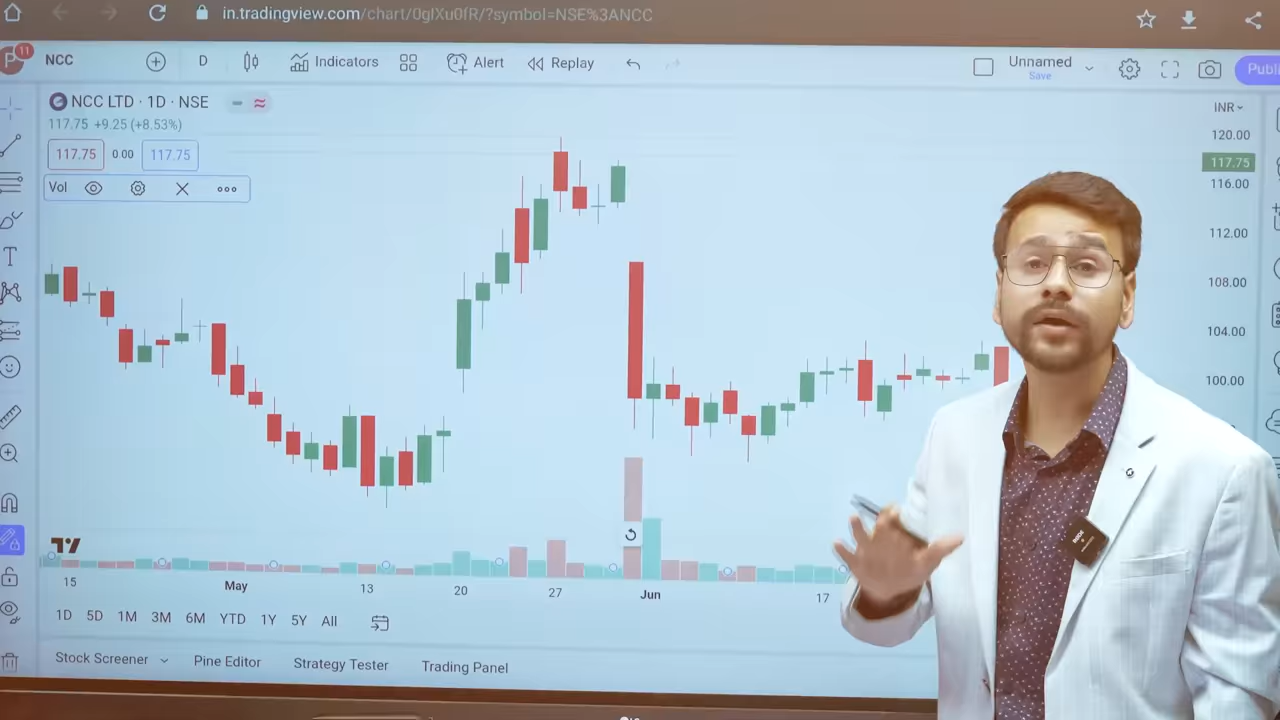 in.tradingview.com/chart/0gIXu0fR/?symbol=NSE%3ANCC
P 11 NCC D Indicators Alert Replay Unnamed Save Publi
NCC LTD · 1D · NSE
INR
117.75 +9.25 (+8.53%)
117.75 0.00 117.75
Vol
120.00
117.75
116.00
112.00
108.00
104.00
100.00
15 May 13 20 27 Jun 17
1D 5D 1M 3M 6M YTD 1Y 5Y All
Stock Screener Pine Editor Strategy Tester Trading Panel